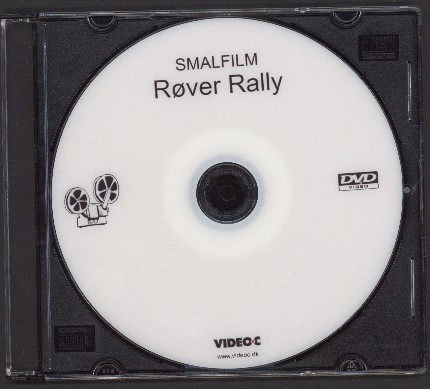 SMALFILM
Røver Rally
DVD
VIDEO
VIDEO-C
www.videoc.dk